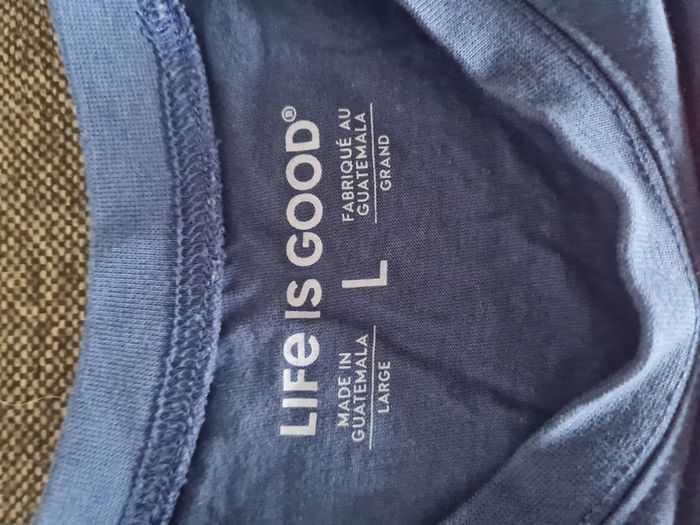 LIFE IS GOOD®
MADE IN
GUATEMALA
LARGE
L
FABRIQUÉ AU
GUATEMALA
GRAND